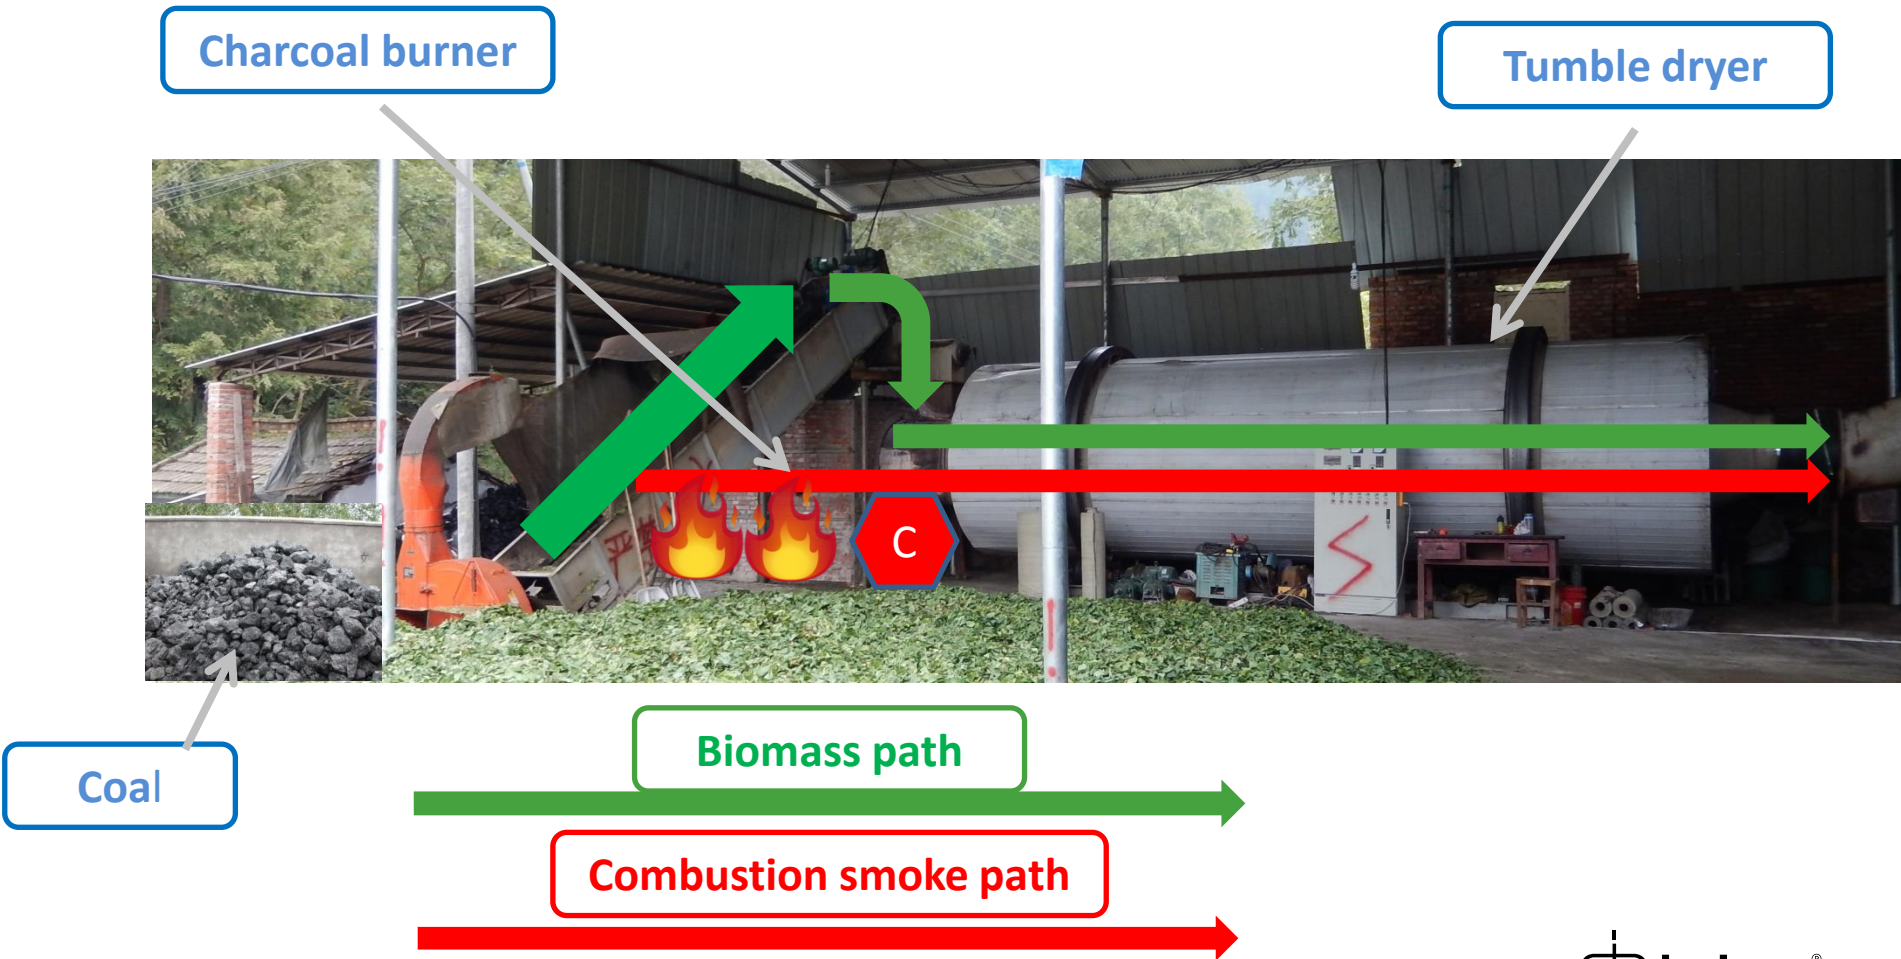 Charcoal burner
Tumble dryer
C
Coal
Biomass path
Combustion smoke path